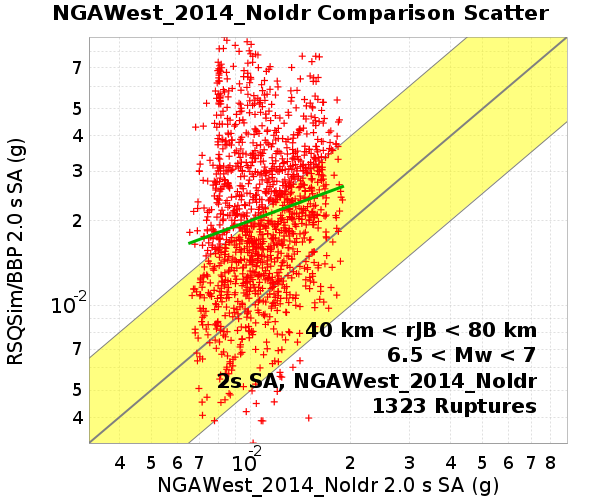 NGAWest_2014_NoIdr Comparison Scatter
RSQSim/BBP 2.0 s SA (g)
7
5
4
3
2
10-2
7
5
4
40 km < rJB < 80 km
6.5 < Mw < 7
2s SA, NGAWest_2014_NoIdr
1323 Ruptures
4 5 6 7 10-2 2 3 4 5 6 7 8
NGAWest_2014_NoIdr 2.0 s SA (g)